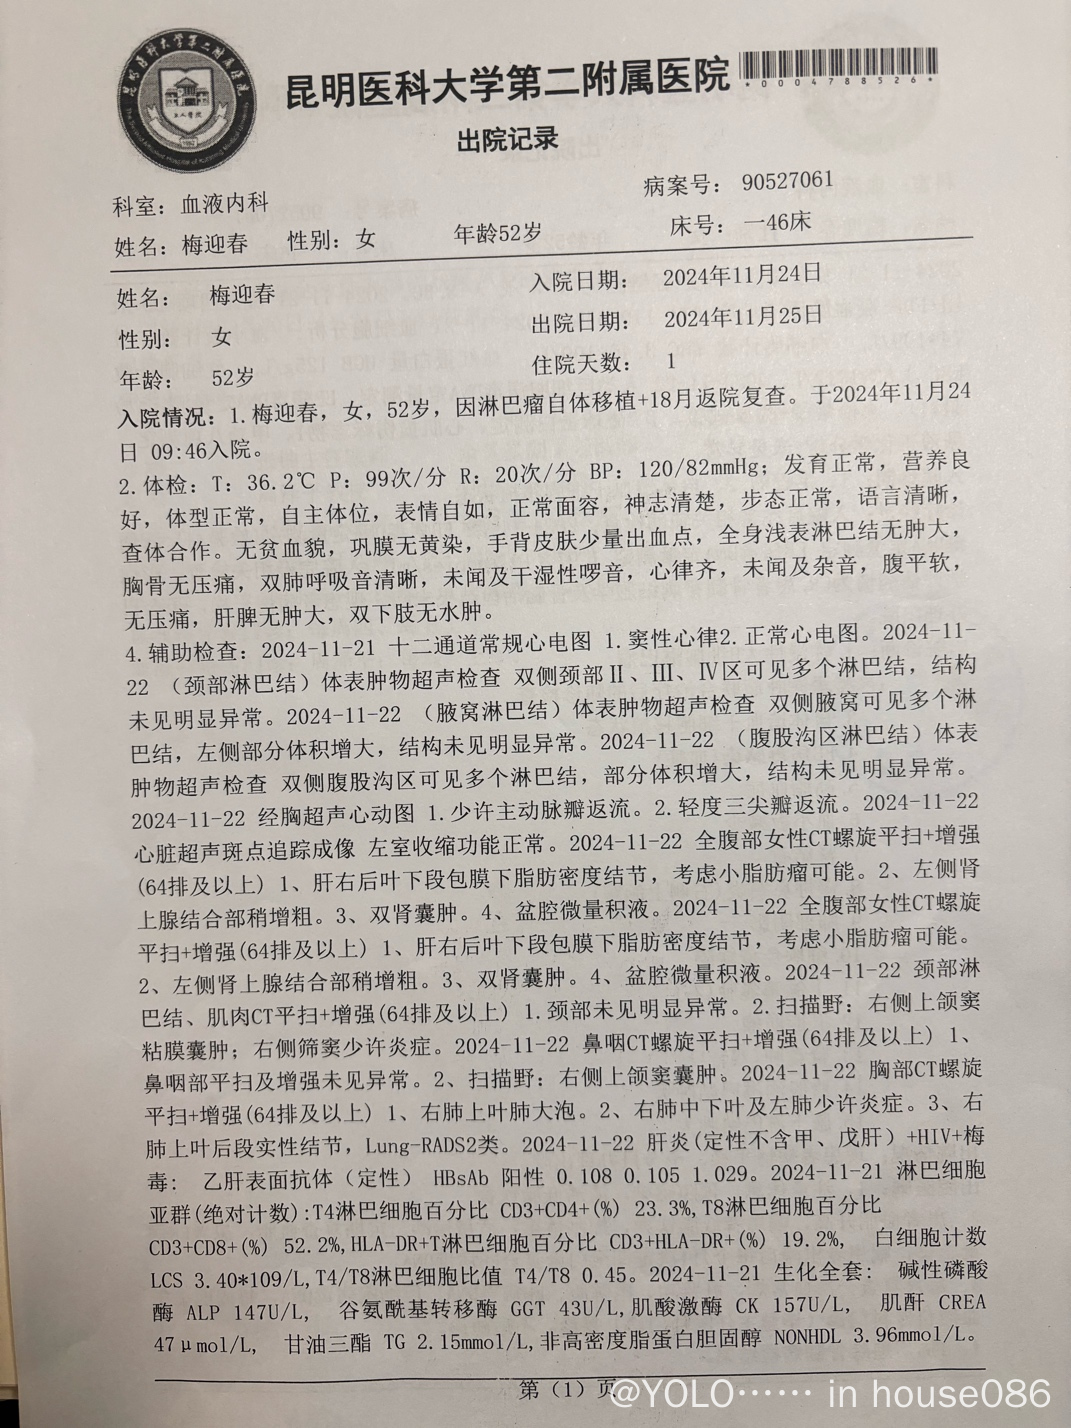 昆明医科大学第二附属医院
*0004788526*
出院记录
科室：血液内科
病案号：90527061
姓名：梅迎春 性别：女 年龄52岁 床号：一46床
姓名：梅迎春 入院日期：2024年11月24日
性别：女 出院日期：2024年11月25日
年龄：52岁 住院天数：1
入院情况：1.梅迎春，女，52岁，因淋巴瘤自体移植+18月返院复查。于2024年11月24
日 09:46入院。
2.体检：T：36.2℃ P：99次/分 R：20次/分 BP：120/82mmHg；发育正常，营养良
好，体型正常，自主体位，表情自如，正常面容，神志清楚，步态正常，语言清晰，
查体合作。无贫血貌，巩膜无黄染，手背皮肤少量出血点，全身浅表淋巴结无肿大，
胸骨无压痛，双肺呼吸音清晰，未闻及干湿性啰音，心律齐，未闻及杂音，腹平软，
无压痛，肝脾无肿大，双下肢无水肿。
4.辅助检查：2024-11-21 十二通道常规心电图 1.窦性心律2.正常心电图。2024-11-
22 （颈部淋巴结）体表肿物超声检查 双侧颈部Ⅱ、Ⅲ、Ⅳ区可见多个淋巴结，结构
未见明显异常。2024-11-22 （腋窝淋巴结）体表肿物超声检查 双侧腋窝可见多个淋
巴结，左侧部分体积增大，结构未见明显异常。2024-11-22 （腹股沟区淋巴结）体表
肿物超声检查 双侧腹股沟区可见多个淋巴结，部分体积增大，结构未见明显异常。
2024-11-22 经胸超声心动图 1.少许主动脉瓣返流。2.轻度三尖瓣返流。2024-11-22
心脏超声斑点追踪成像 左室收缩功能正常。2024-11-22 全腹部女性CT螺旋平扫+增强
(64排及以上) 1、肝右后叶下段包膜下脂肪密度结节，考虑小脂肪瘤可能。2、左侧肾
上腺结合部稍增粗。3、双肾囊肿。4、盆腔微量积液。2024-11-22 全腹部女性CT螺旋
平扫+增强(64排及以上) 1、肝右后叶下段包膜下脂肪密度结节，考虑小脂肪瘤可能。
2、左侧肾上腺结合部稍增粗。3、双肾囊肿。4、盆腔微量积液。2024-11-22 颈部淋
巴结、肌肉CT平扫+增强(64排及以上) 1.颈部未见明显异常。2.扫描野：右侧上颌窦
粘膜囊肿；右侧筛窦少许炎症。2024-11-22 鼻咽CT螺旋平扫+增强(64排及以上) 1、
鼻咽部平扫及增强未见异常。2、扫描野：右侧上颌窦囊肿。2024-11-22 胸部CT螺旋
平扫+增强(64排及以上) 1、右肺上叶肺大泡。2、右肺中下叶及左肺少许炎症。3、右
肺上叶后段实性结节，Lung-RADS2类。2024-11-22 肝炎(定性不含甲、戊肝)+HIV+梅
毒： 乙肝表面抗体（定性） HBsAb 阳性 0.108 0.105 1.029。2024-11-21 淋巴细胞
亚群(绝对计数):T4淋巴细胞百分比 CD3+CD4+(%) 23.3%,T8淋巴细胞百分比
CD3+CD8+(%) 52.2%,HLA-DR+T淋巴细胞百分比 CD3+HLA-DR+(%) 19.2%, 白细胞计数
LCS 3.40*109/L,T4/T8淋巴细胞比值 T4/T8 0.45。2024-11-21 生化全套： 碱性磷酸
酶 ALP 147U/L, 谷氨酰基转移酶 GGT 43U/L,肌酸激酶 CK 157U/L, 肌酐 CREA
47μmol/L, 甘油三酯 TG 2.15mmol/L,非高密度脂蛋白胆固醇 NONHDL 3.96mmol/L。
第（1）页
@YOLO…… in house086